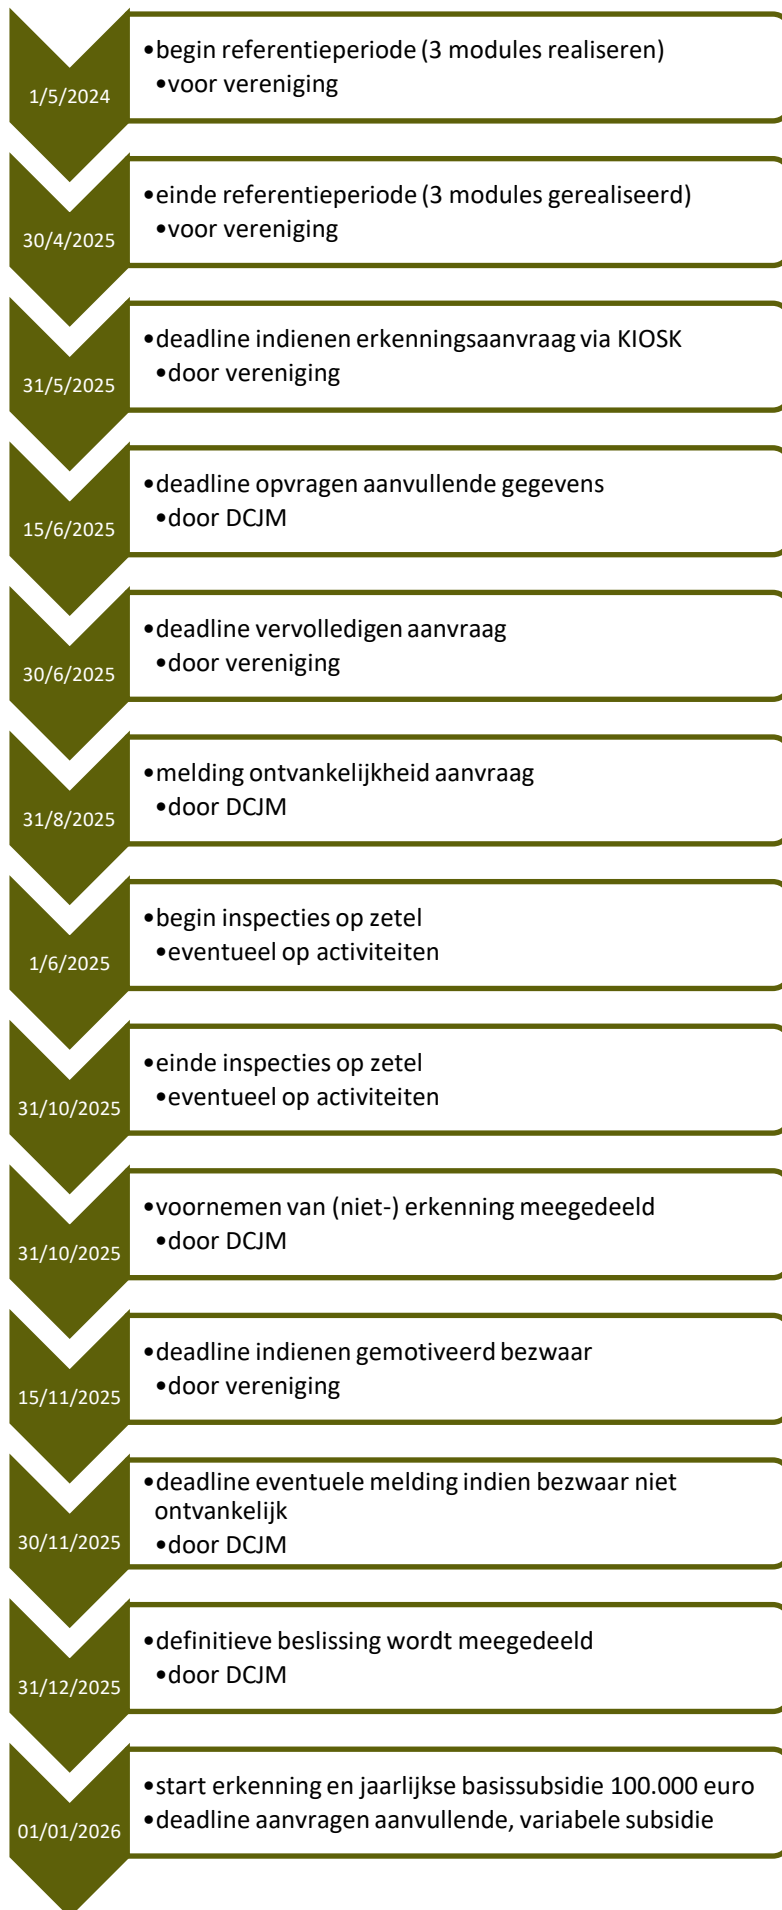 1/5/2024
•begin referentieperiode (3 modules realiseren)
•voor vereniging
30/4/2025
•einde referentieperiode (3 modules gerealiseerd)
•voor vereniging
31/5/2025
•deadline indienen erkenningsaanvraag via KIOSK
•door vereniging
15/6/2025
•deadline opvragen aanvullende gegevens
•door DCJM
30/6/2025
•deadline vervolledigen aanvraag
•door vereniging
31/8/2025
•melding ontvankelijkheid aanvraag
•door DCJM
1/6/2025
•begin inspecties op zetel
•eventueel op activiteiten
31/10/2025
•einde inspecties op zetel
•eventueel op activiteiten
31/10/2025
•voornemen van (niet-) erkenning meegedeeld
•door DCJM
15/11/2025
•deadline indienen gemotiveerd bezwaar
•door vereniging
30/11/2025
•deadline eventuele melding indien bezwaar niet
ontvankelijk
•door DCJM
31/12/2025
•definitieve beslissing wordt meegedeeld
•door DCJM
01/01/2026
•start erkenning en jaarlijkse basissubsidie 100.000 euro
•deadline aanvragen aanvullende, variabele subsidie